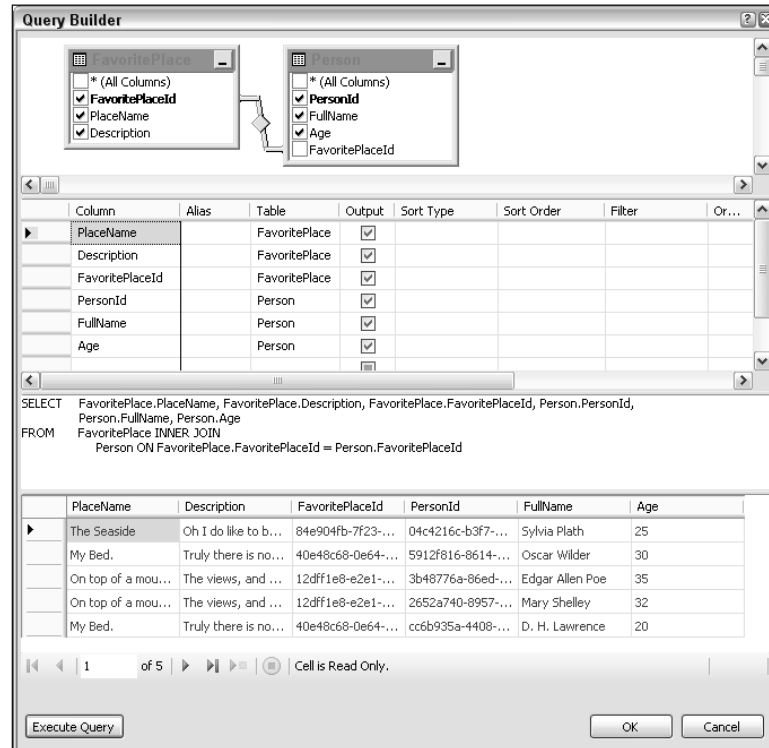 Query Builder
FavoritePlace
* (All Columns)
FavoritePlaceId
PlaceName
Description
Person
* (All Columns)
PersonId
FullName
Age
FavoritePlaceId
Column Alias Table Output Sort Type Sort Order Filter Or...
PlaceName FavoritePlace
Description FavoritePlace
FavoritePlaceId FavoritePlace
PersonId Person
FullName Person
Age Person
SELECT FavoritePlace.PlaceName, FavoritePlace.Description, FavoritePlace.FavoritePlaceId, Person.PersonId,
Person.FullName, Person.Age
FROM FavoritePlace INNER JOIN
Person ON FavoritePlace.FavoritePlaceId = Person.FavoritePlaceId
PlaceName Description FavoritePlaceId PersonId FullName Age
The Seaside Oh I do like to b... 84e904fb-7f23-... 04c4216c-b3f7-... Sylvia Plath 25
My Bed. Truly there is no... 40e48c68-0e64-... 5912f816-8614-... Oscar Wilder 30
On top of a mou... The views, and ... 12dff1e8-e2e1-... 3b48776a-86ed-... Edgar Allen Poe 35
On top of a mou... The views, and ... 12dff1e8-e2e1-... 2652a740-8957-... Mary Shelley 32
My Bed. Truly there is no... 40e48c68-0e64-... cc6b935a-4408-... D. H. Lawrence 20
1 of 5 Cell is Read Only.
Execute Query OK Cancel